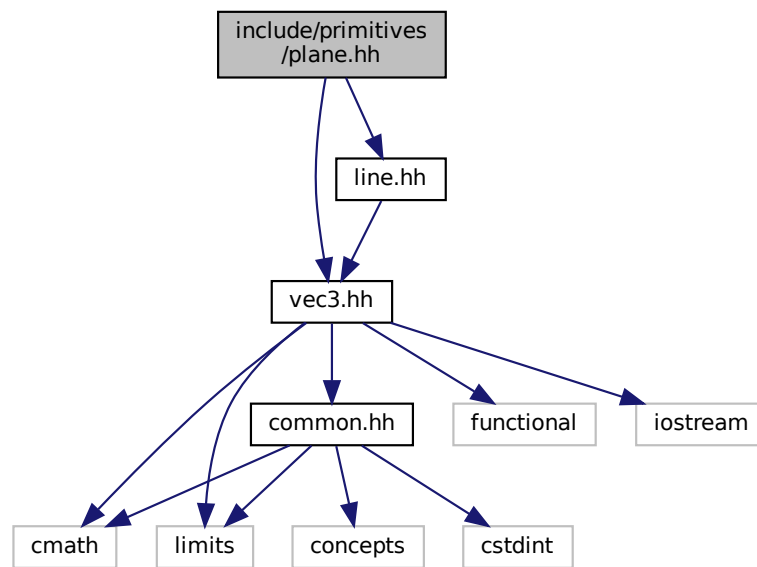 include/primitives
/plane.hh
line.hh
vec3.hh
common.hh
functional
iostream
cmath
limits
concepts
cstdint